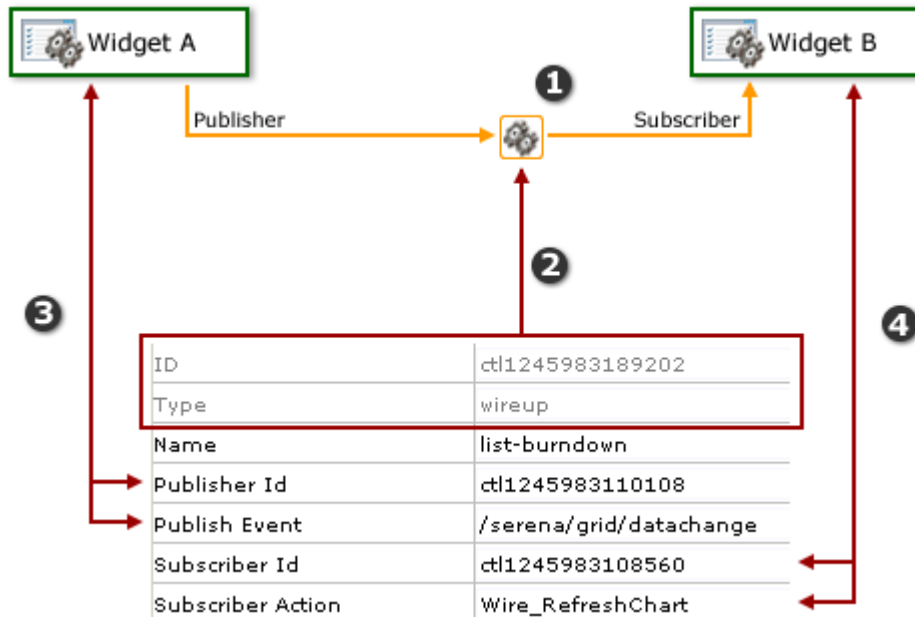 Widget A
Widget B
1
Publisher
Subscriber
2
3
4
ID ctl1245983189202
Type wireup
Name list-burndown
Publisher Id ctl1245983110108
Publish Event /serena/grid/datachange
Subscriber Id ctl1245983108560
Subscriber Action Wire_RefreshChart